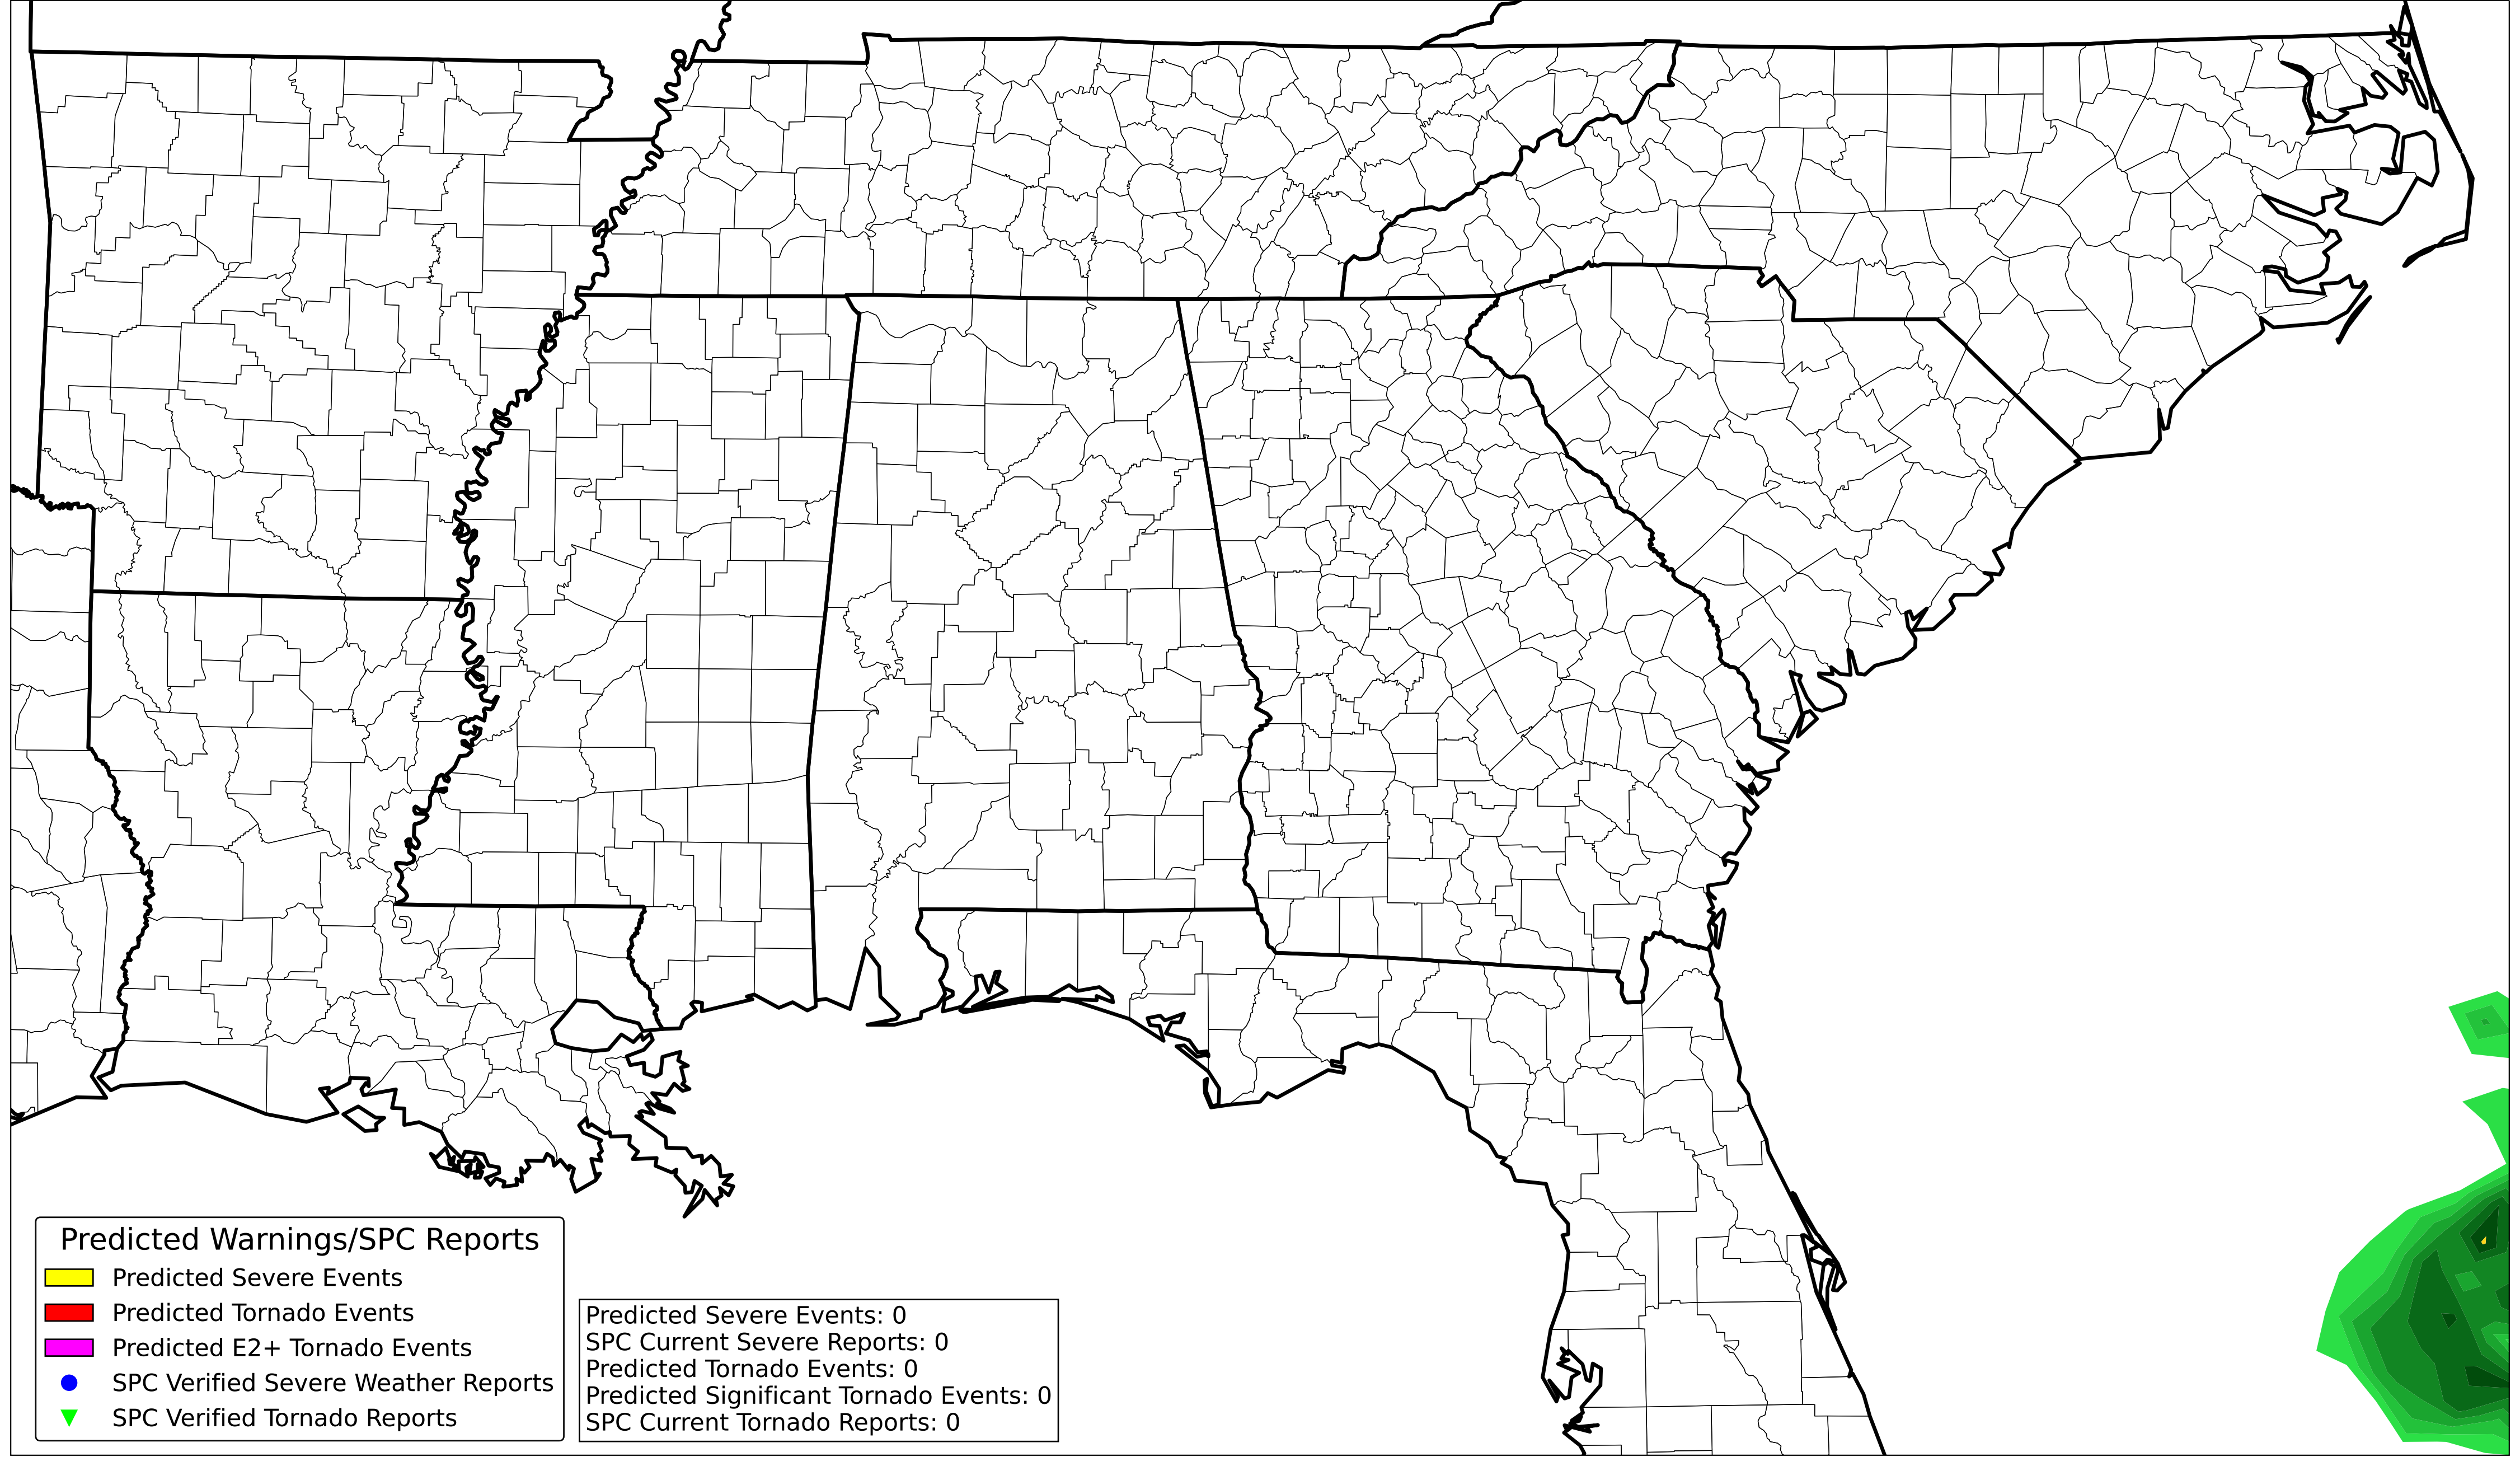 Predicted Warnings/SPC Reports
Predicted Severe Events
Predicted Tornado Events
Predicted E2+ Tornado Events
SPC Verified Severe Weather Reports
SPC Verified Tornado Reports
Predicted Severe Events: 0
SPC Current Severe Reports: 0
Predicted Tornado Events: 0
Predicted Significant Tornado Events: 0
SPC Current Tornado Reports: 0